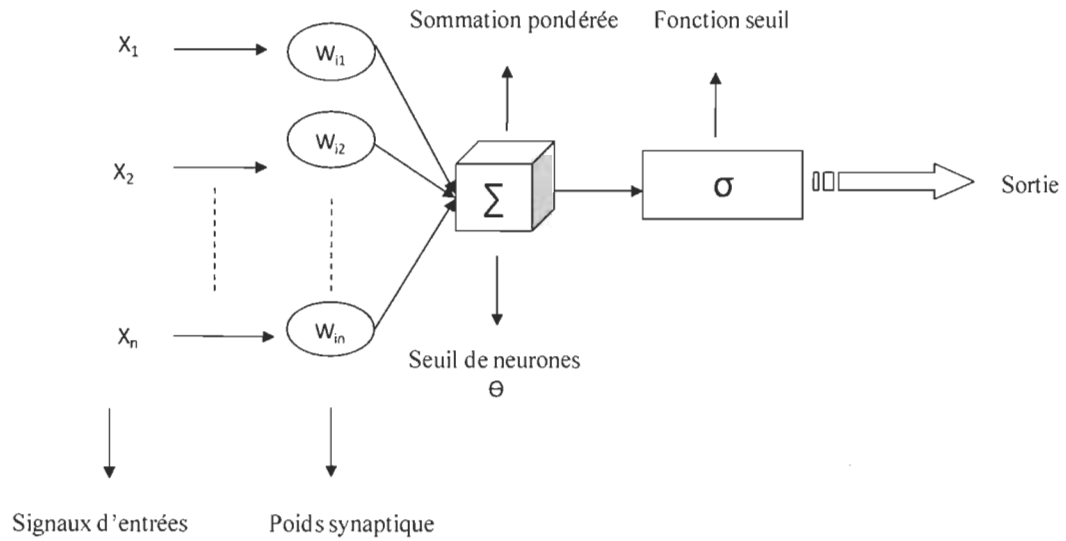 Sommation pondérée
Fonction seuil
X₁
Wᵢ₁
X₂
Wᵢ₂
∑
σ
Sortie
Xₙ
Wᵢₙ
Seuil de neurones
Θ
Signaux d'entrées
Poids synaptique